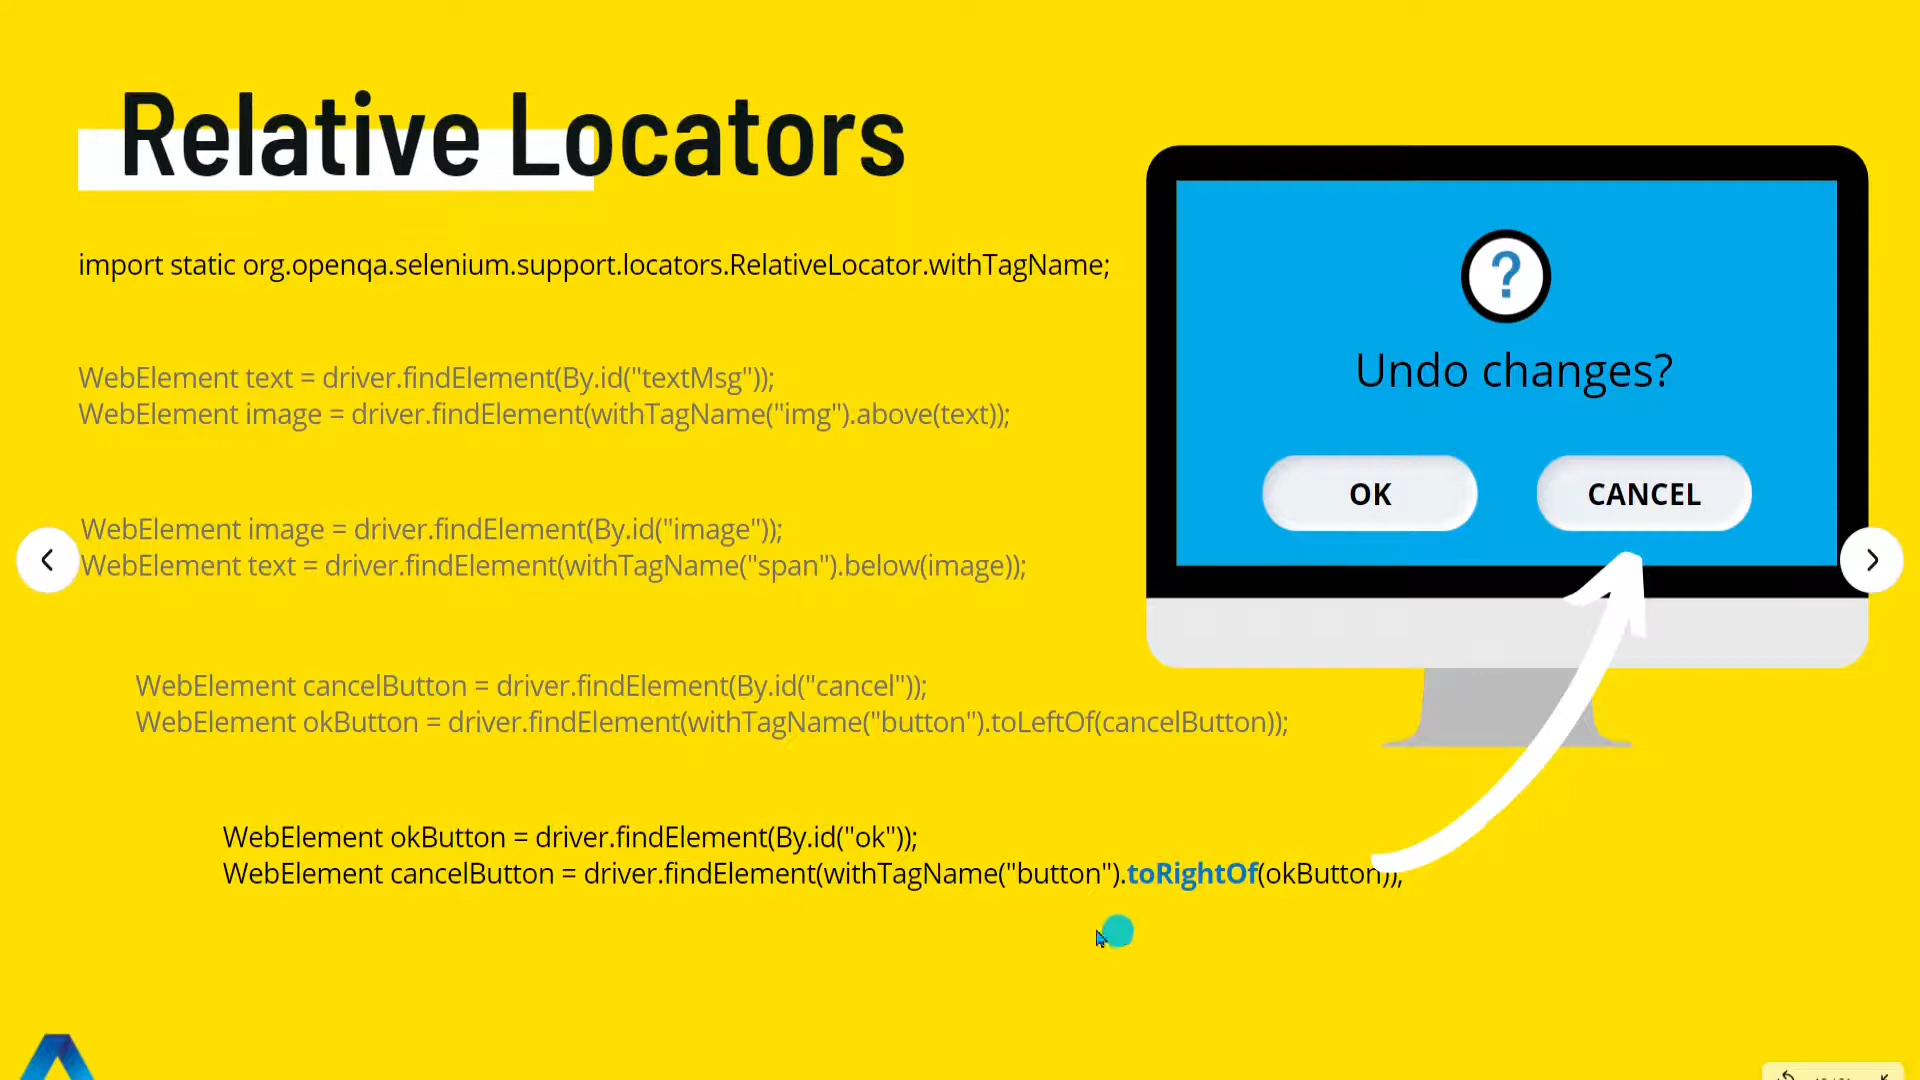 Relative Locators
import static org.openqa.selenium.support.locators.RelativeLocator.withTagName;
WebElement text = driver.findElement(By.id("textMsg"));
WebElement image = driver.findElement(withTagName("img").above(text));
WebElement image = driver.findElement(By.id("image"));
WebElement text = driver.findElement(withTagName("span").below(image));
WebElement cancelButton = driver.findElement(By.id("cancel"));
WebElement okButton = driver.findElement(withTagName("button").toLeftOf(cancelButton));
WebElement okButton = driver.findElement(By.id("ok"));
WebElement cancelButton = driver.findElement(withTagName("button").toRightOf(okButton));
?
Undo changes?
OK
CANCEL